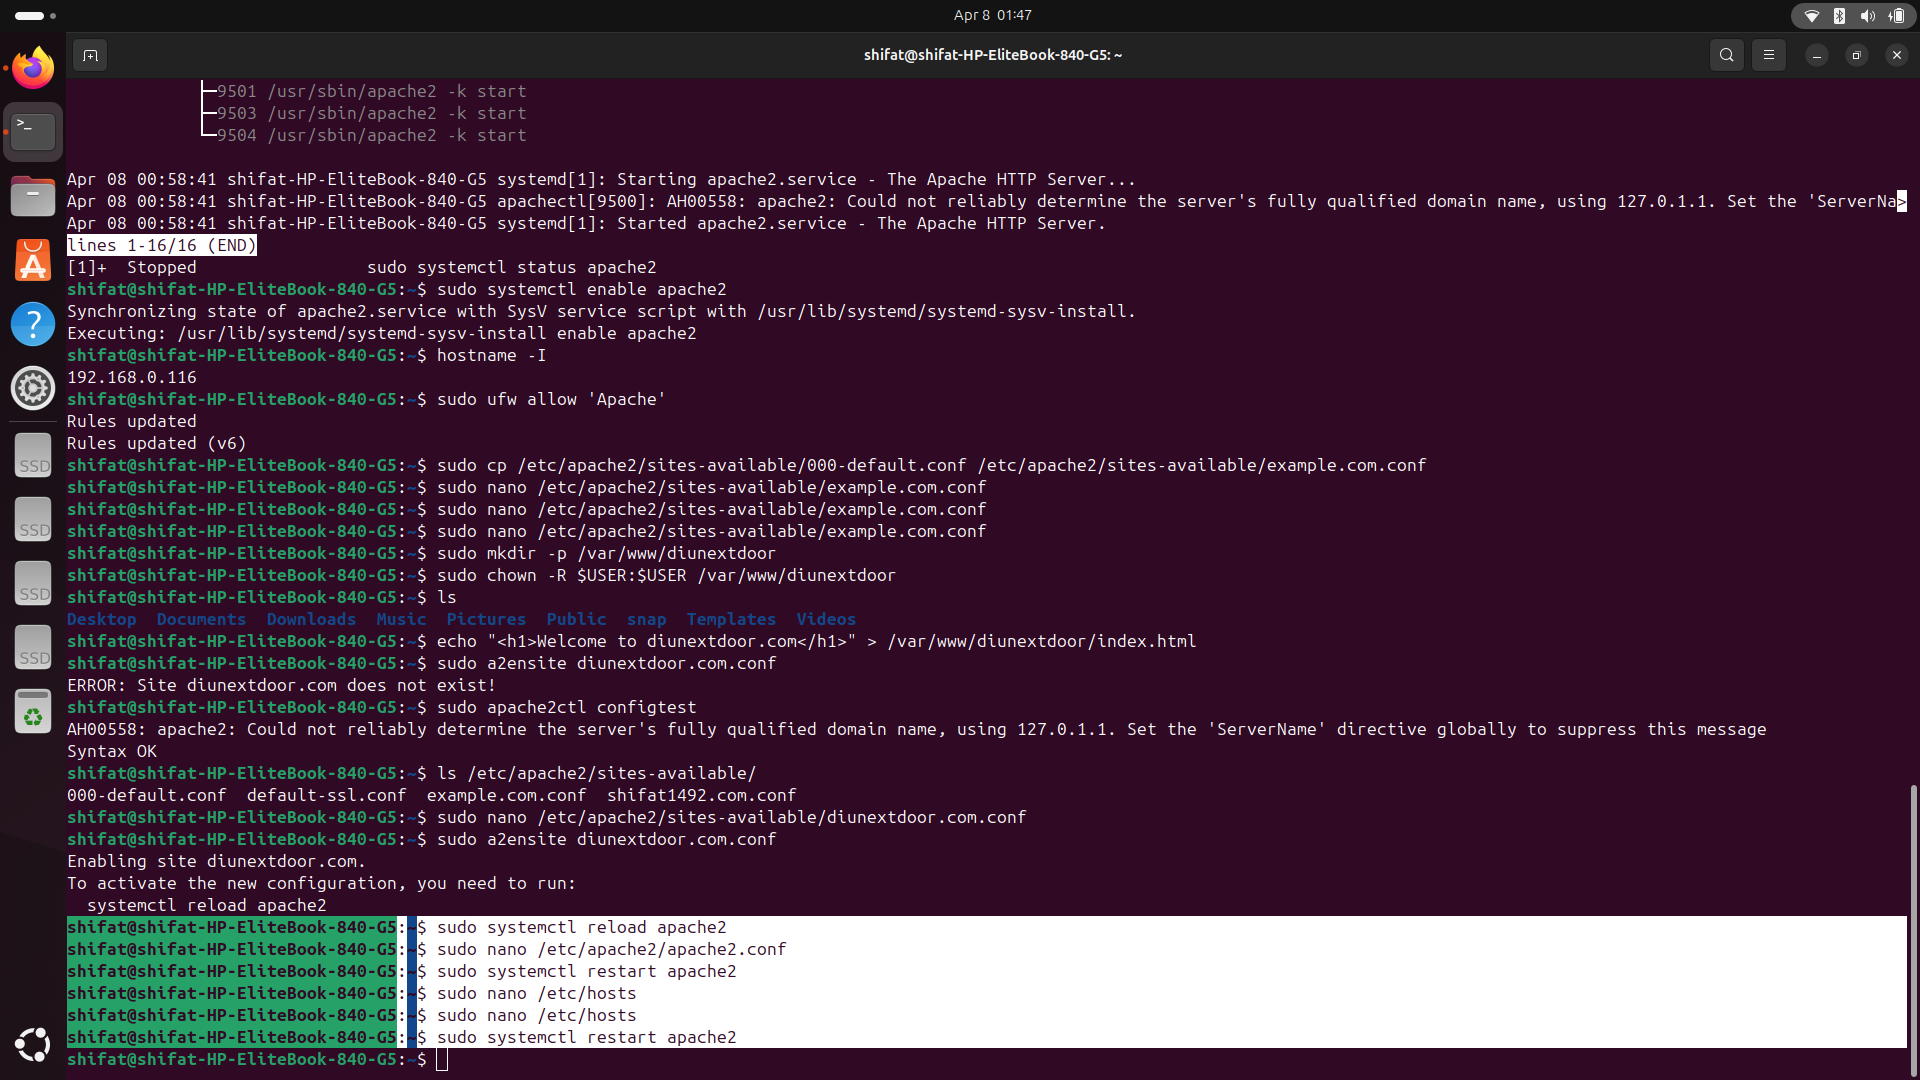 Apr 8 01:47
shifat@shifat-HP-EliteBook-840-G5: ~
9501 /usr/sbin/apache2 -k start
9503 /usr/sbin/apache2 -k start
9504 /usr/sbin/apache2 -k start
Apr 08 00:58:41 shifat-HP-EliteBook-840-G5 systemd[1]: Starting apache2.service - The Apache HTTP Server...
Apr 08 00:58:41 shifat-HP-EliteBook-840-G5 apachectl[9500]: AH00558: apache2: Could not reliably determine the server's fully qualified domain name, using 127.0.1.1. Set the 'ServerNa>
Apr 08 00:58:41 shifat-HP-EliteBook-840-G5 systemd[1]: Started apache2.service - The Apache HTTP Server.
lines 1-16/16 (END)
[1]+  Stopped                 sudo systemctl status apache2
shifat@shifat-HP-EliteBook-840-G5:~$ sudo systemctl enable apache2
Synchronizing state of apache2.service with SysV service script with /usr/lib/systemd/systemd-sysv-install.
Executing: /usr/lib/systemd/systemd-sysv-install enable apache2
shifat@shifat-HP-EliteBook-840-G5:~$ hostname -I
192.168.0.116
shifat@shifat-HP-EliteBook-840-G5:~$ sudo ufw allow 'Apache'
Rules updated
Rules updated (v6)
shifat@shifat-HP-EliteBook-840-G5:~$ sudo cp /etc/apache2/sites-available/000-default.conf /etc/apache2/sites-available/example.com.conf
shifat@shifat-HP-EliteBook-840-G5:~$ sudo nano /etc/apache2/sites-available/example.com.conf
shifat@shifat-HP-EliteBook-840-G5:~$ sudo nano /etc/apache2/sites-available/example.com.conf
shifat@shifat-HP-EliteBook-840-G5:~$ sudo nano /etc/apache2/sites-available/example.com.conf
shifat@shifat-HP-EliteBook-840-G5:~$ sudo mkdir -p /var/www/diunextdoor
shifat@shifat-HP-EliteBook-840-G5:~$ sudo chown -R $USER:$USER /var/www/diunextdoor
shifat@shifat-HP-EliteBook-840-G5:~$ ls
Desktop  Documents  Downloads  Music  Pictures  Public  snap  Templates  Videos
shifat@shifat-HP-EliteBook-840-G5:~$ echo "<h1>Welcome to diunextdoor.com</h1>" > /var/www/diunextdoor/index.html
shifat@shifat-HP-EliteBook-840-G5:~$ sudo a2ensite diunextdoor.com.conf
ERROR: Site diunextdoor.com does not exist!
shifat@shifat-HP-EliteBook-840-G5:~$ sudo apache2ctl configtest
AH00558: apache2: Could not reliably determine the server's fully qualified domain name, using 127.0.1.1. Set the 'ServerName' directive globally to suppress this message
Syntax OK
shifat@shifat-HP-EliteBook-840-G5:~$ ls /etc/apache2/sites-available/
000-default.conf  default-ssl.conf  example.com.conf  shifat1492.com.conf
shifat@shifat-HP-EliteBook-840-G5:~$ sudo nano /etc/apache2/sites-available/diunextdoor.com.conf
shifat@shifat-HP-EliteBook-840-G5:~$ sudo a2ensite diunextdoor.com.conf
Enabling site diunextdoor.com.
To activate the new configuration, you need to run:
  systemctl reload apache2
shifat@shifat-HP-EliteBook-840-G5:~$ sudo systemctl reload apache2
shifat@shifat-HP-EliteBook-840-G5:~$ sudo nano /etc/apache2/apache2.conf
shifat@shifat-HP-EliteBook-840-G5:~$ sudo systemctl restart apache2
shifat@shifat-HP-EliteBook-840-G5:~$ sudo nano /etc/hosts
shifat@shifat-HP-EliteBook-840-G5:~$ sudo nano /etc/hosts
shifat@shifat-HP-EliteBook-840-G5:~$ sudo systemctl restart apache2
shifat@shifat-HP-EliteBook-840-G5:~$
SSD
SSD
SSD
SSD